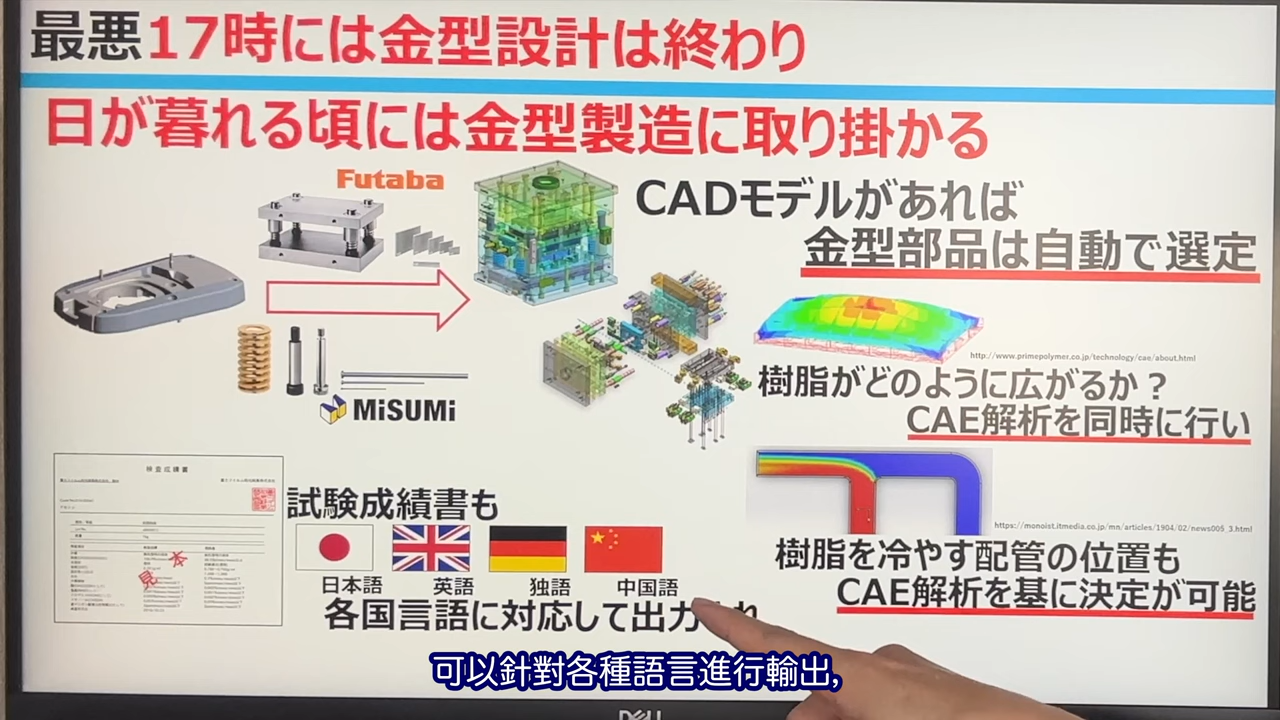 最悪17時には金型設計は終わり
日が暮れる頃には金型製造に取り掛かる
Futaba
CADモデルがあれば
金型部品は自動で選定
http://www.primepolymer.co.jp/technology/cae/about.html
樹脂がどのように広がるか？
CAE解析を同時に行い
MiSUMi
検査成績書
見本
試験成績書も
日本語 英語 独語 中国語
各国言語に対応して出力
https://monoist.itmedia.co.jp/mn/articles/1904/02/news005_3.html
樹脂を冷やす配管の位置も
CAE解析を基に決定が可能
可以針對各種語言進行輸出,
DELL